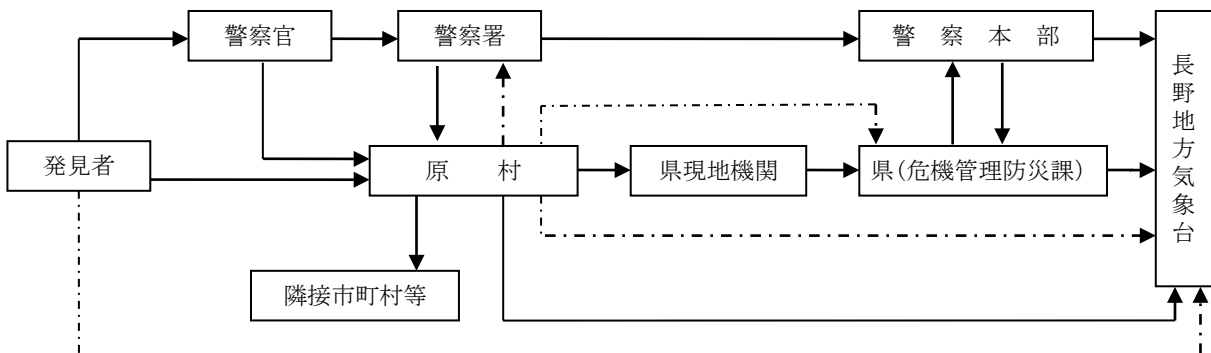 警察官
警察署
警察本部
長野地方気象台
発見者
原村
県現地機関
県(危機管理防災課)
隣接市町村等